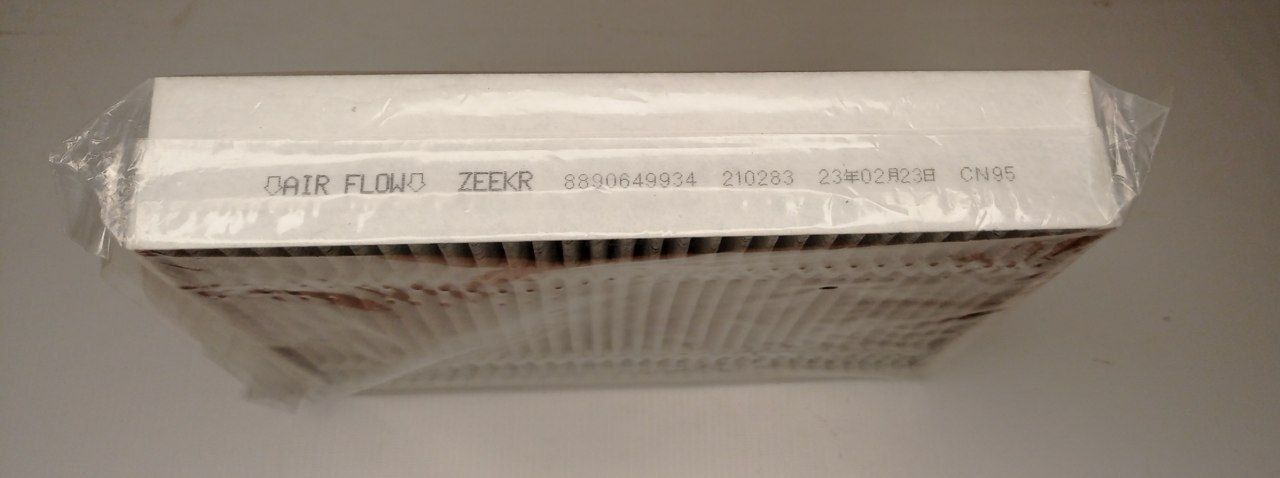 ⇩AIR FLOW⇩ ZEEKR 8890649934 210283 23年02月23日 CN95